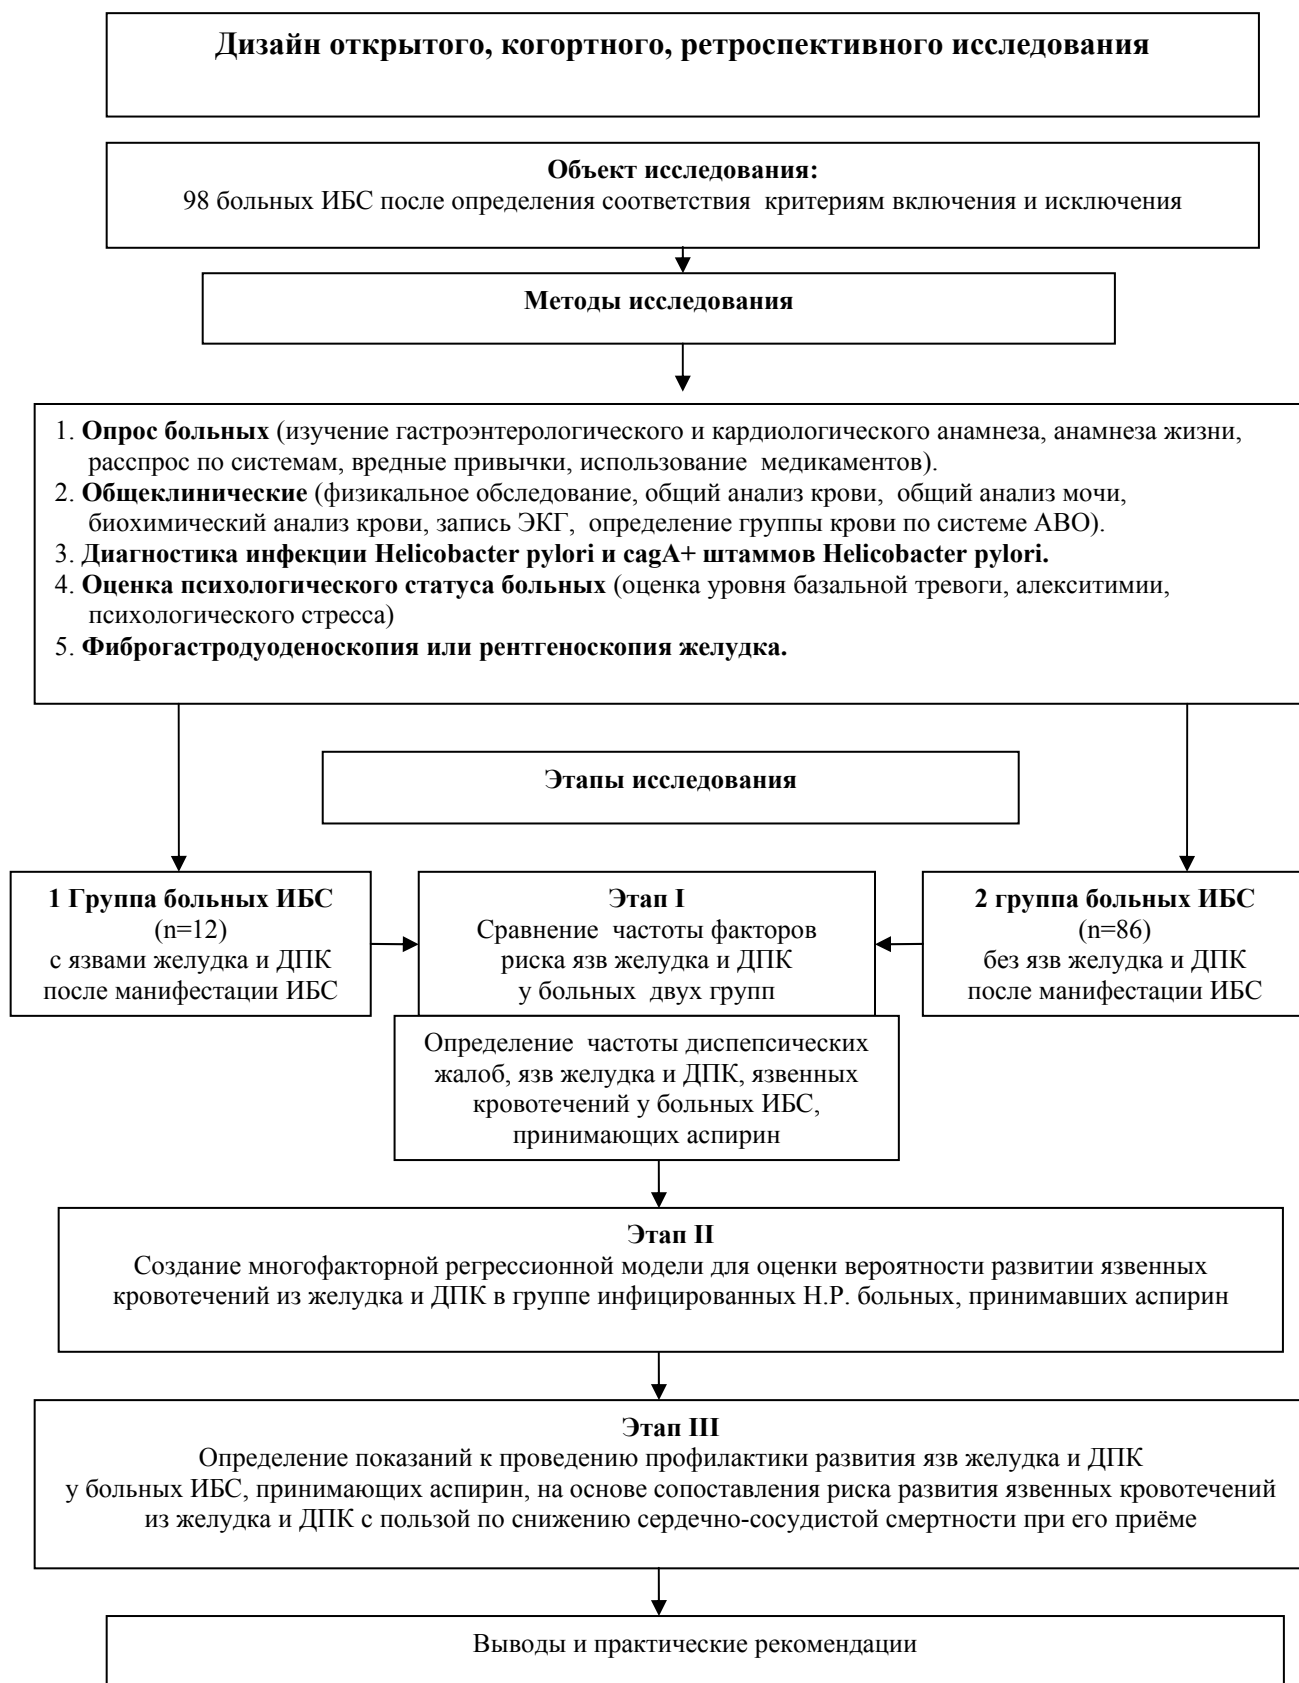 Дизайн открытого, когортного, ретроспективного исследования
Объект исследования:
98 больных ИБС после определения соответствия критериям включения и исключения
Методы исследования
1. Опрос больных (изучение гастроэнтерологического и кардиологического анамнеза, анамнеза жизни,
расспрос по системам, вредные привычки, использование медикаментов).
2. Общеклинические (физикальное обследование, общий анализ крови, общий анализ мочи,
биохимический анализ крови, запись ЭКГ, определение группы крови по системе АВО).
3. Диагностика инфекции Helicobacter pylori и cagA+ штаммов Helicobacter pylori.
4. Оценка психологического статуса больных (оценка уровня базальной тревоги, алекситимии,
психологического стресса)
5. Фиброгастродуоденоскопия или рентгеноскопия желудка.
Этапы исследования
1 Группа больных ИБС
(n=12)
с язвами желудка и ДПК
после манифестации ИБС
Этап I
Сравнение частоты факторов
риска язв желудка и ДПК
у больных двух групп
2 группа больных ИБС
(n=86)
без язв желудка и ДПК
после манифестации ИБС
Определение частоты диспепсических
жалоб, язв желудка и ДПК, язвенных
кровотечений у больных ИБС,
принимающих аспирин
Этап II
Создание многофакторной регрессионной модели для оценки вероятности развитии язвенных
кровотечений из желудка и ДПК в группе инфицированных Н.Р. больных, принимавших аспирин
Этап III
Определение показаний к проведению профилактики развития язв желудка и ДПК
у больных ИБС, принимающих аспирин, на основе сопоставления риска развития язвенных кровотечений
из желудка и ДПК с пользой по снижению сердечно-сосудистой смертности при его приёме
Выводы и практические рекомендации